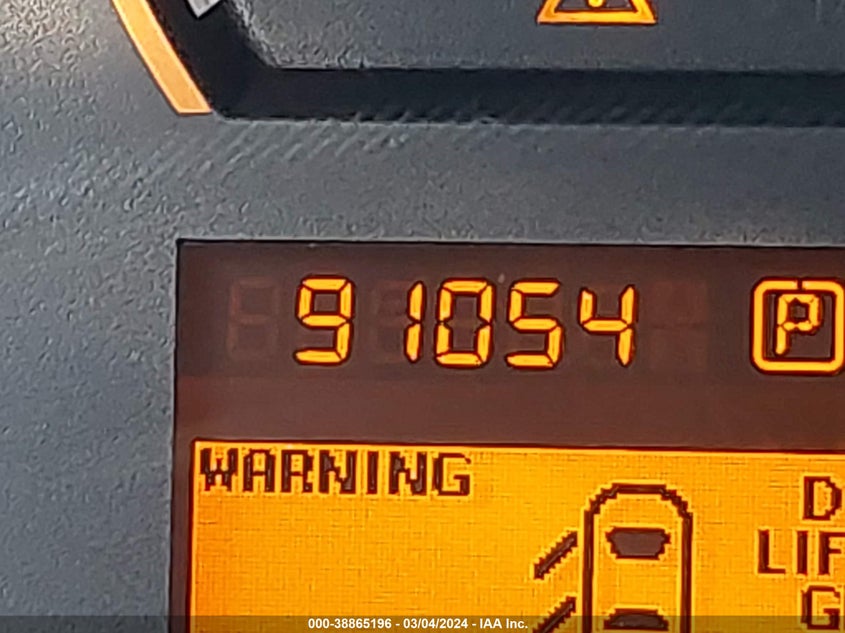 91054 P
WARNING
D
LIF
G
000-38865196 - 03/04/2024 - IAA Inc.